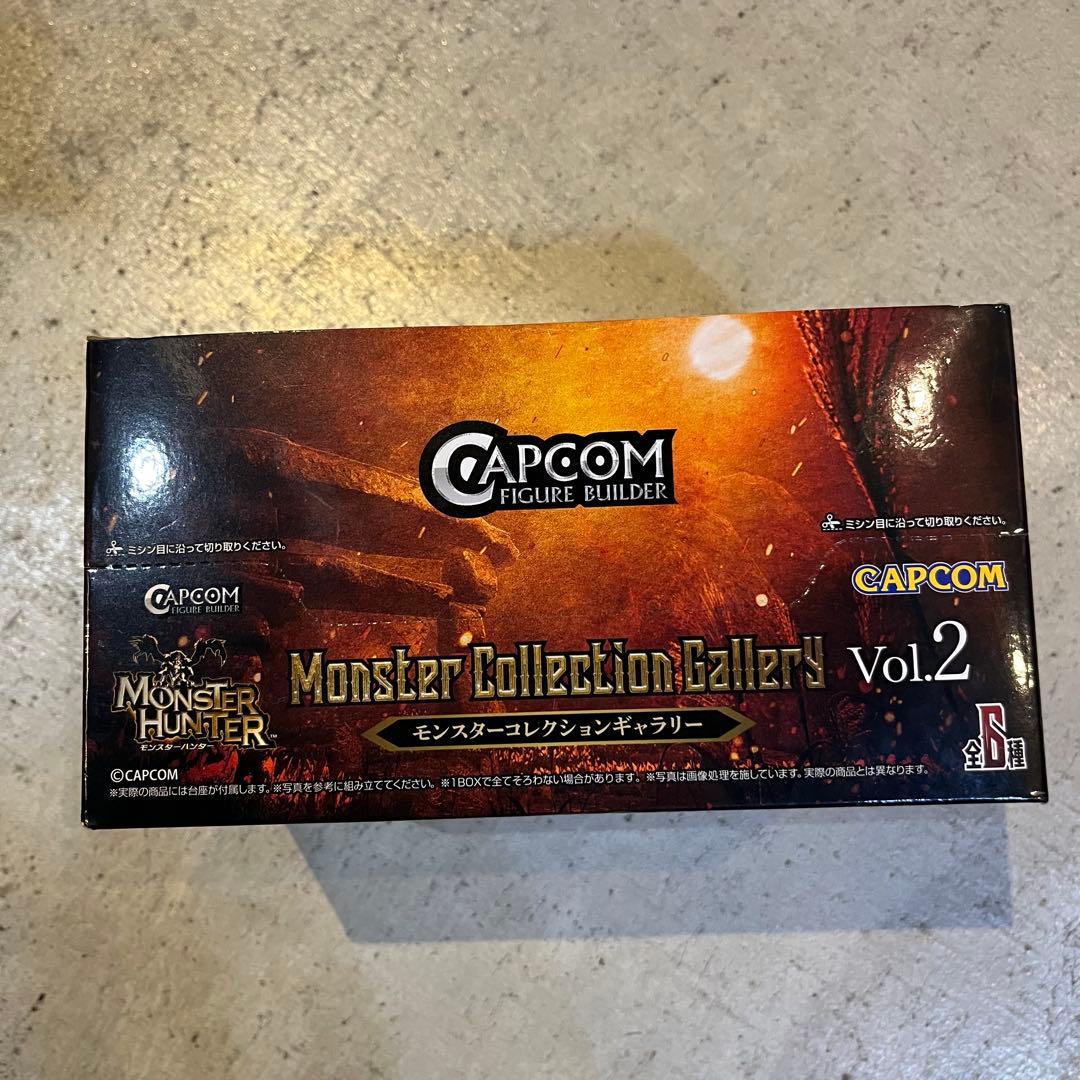 CAPCOM
FIGURE BUILDER
ミシン目に沿って切り取りください。
ミシン目に沿って切り取りください。
CAPCOM
FIGURE BUILDER
CAPCOM
MONSTER HUNTER™
モンスターハンター
Monster Collection Gallery Vol.2
モンスターコレクションギャラリー
全6種
©CAPCOM
※実際の商品には台座が付属します。※写真を参考に組み立ててください。※1BOXで全てそろわない場合があります。※写真は画像処理を施しています。実際の商品とは異なります。